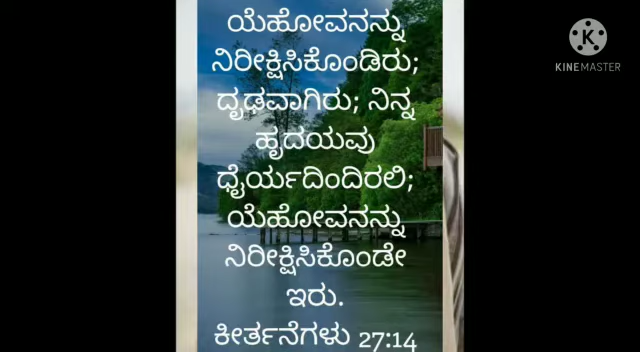 ಯೆಹೋವನನ್ನು
ನಿರೀಕ್ಷಿಸಿಕೊಂಡಿರು;
ದೃಢವಾಗಿರು; ನಿನ್ನ
ಹೃದಯವು
ಧೈರ್ಯದಿಂದಿರಲಿ;
ಯೆಹೋವನನ್ನು
ನಿರೀಕ್ಷಿಸಿಕೊಂಡೇ
ಇರು.
ಕೀರ್ತನೆಗಳು 27:14
K
KINEMASTER